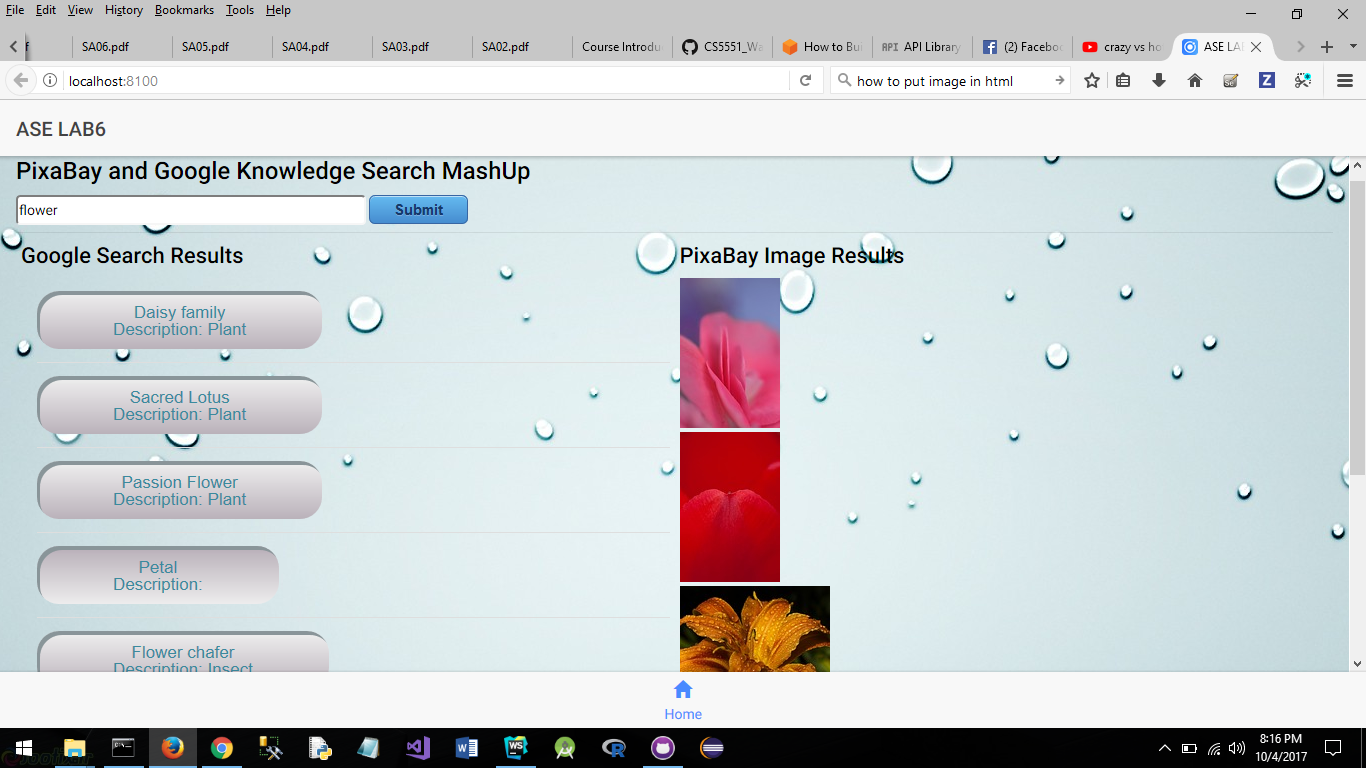 File Edit View History Bookmarks Tools Help
SA06.pdf SA05.pdf SA04.pdf SA03.pdf SA02.pdf Course Introdu CS5551_Wa How to Bui API API Library (2) Faceboo crazy vs ho ASE LA
localhost:8100 how to put image in html
ASE LAB6
PixaBay and Google Knowledge Search MashUp
flower Submit
Google Search Results
Daisy family
Description: Plant
Sacred Lotus
Description: Plant
Passion Flower
Description: Plant
Petal
Description:
Flower chafer
Description: Insect
PixaBay Image Results
Home
8:16 PM
10/4/2017